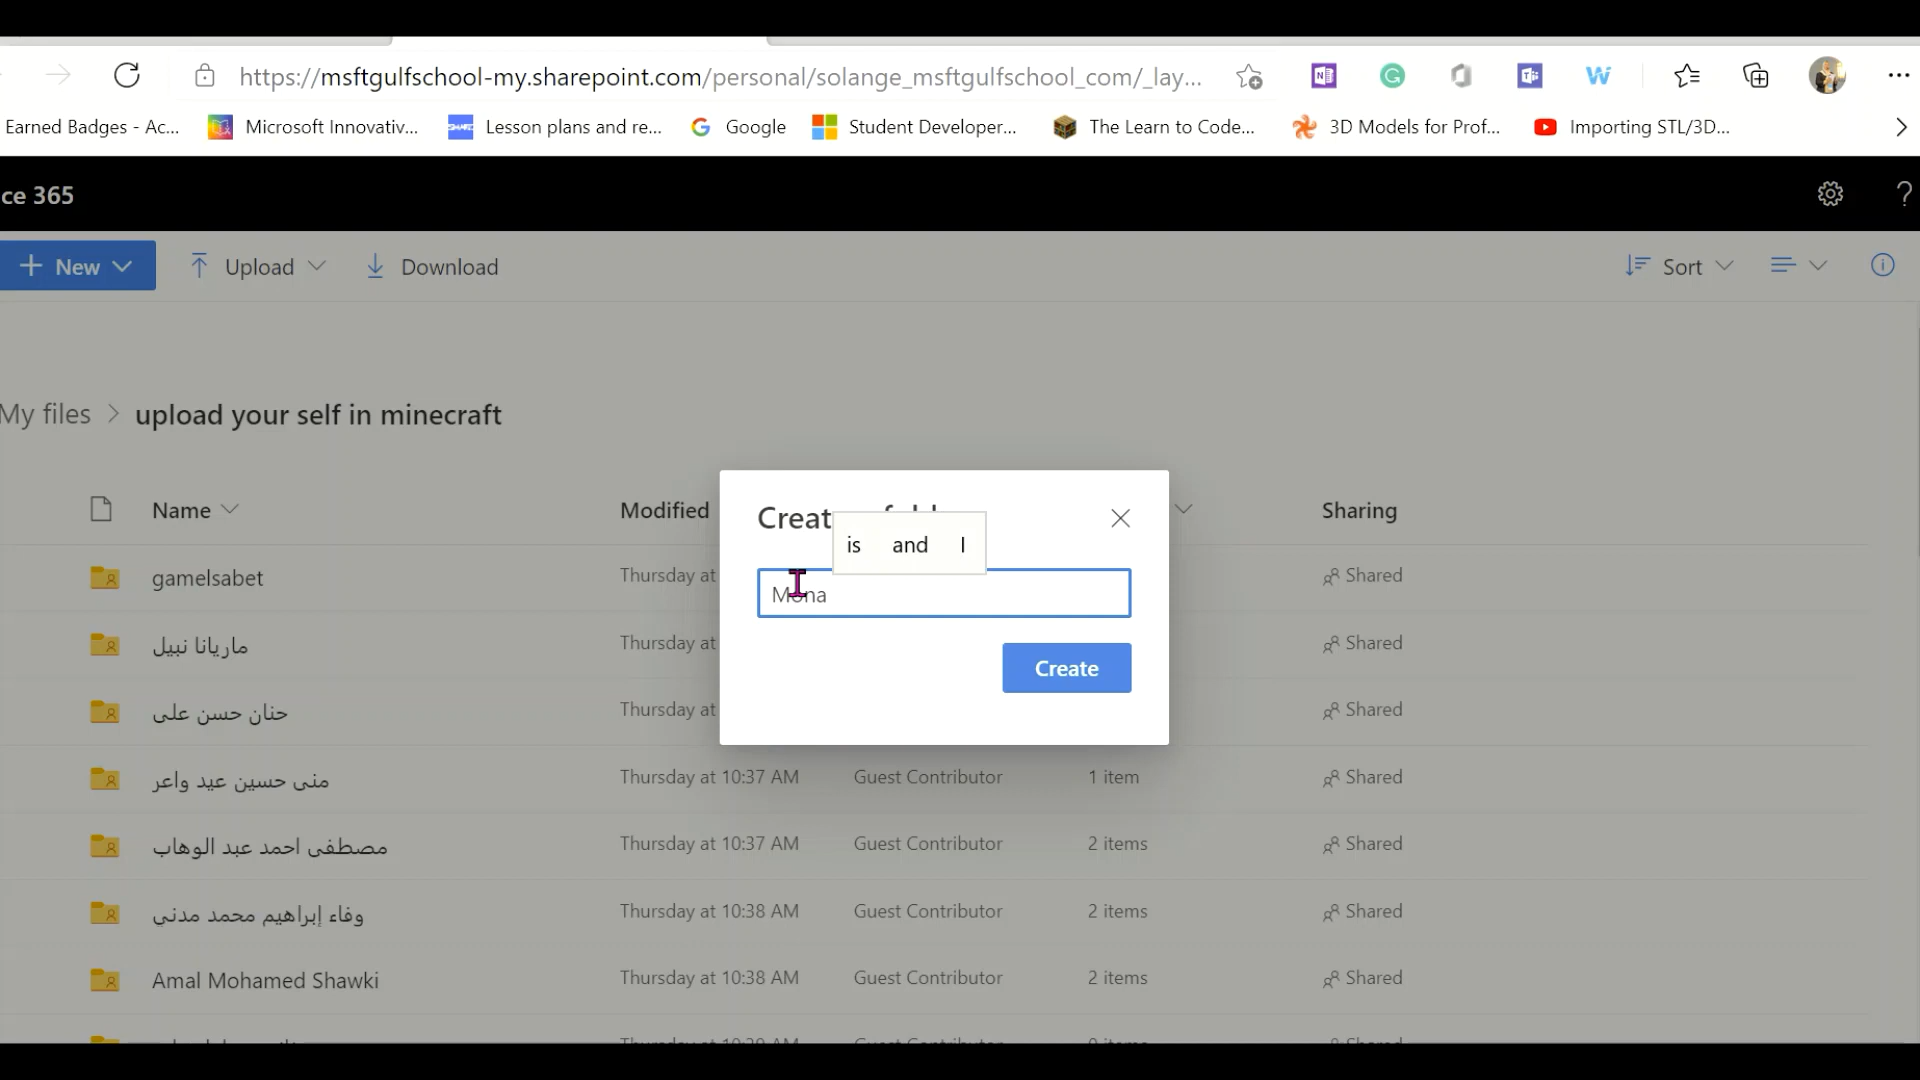 https://msftgulfschool-my.sharepoint.com/personal/solange_msftgulfschool_com/_lay...
Earned Badges - Ac... Microsoft Innovativ... Lesson plans and re... Google Student Developer... The Learn to Code... 3D Models for Prof... Importing STL/3D...
ce 365
New Upload Download Sort
My files > upload your self in minecraft
Name Modified Sharing
Creat
is and I
Mona
Create
gamelsabet Thursday at Shared
ماريانا نبيل Thursday at Shared
حنان حسن على Thursday at Shared
منى حسين عيد واعر Thursday at 10:37 AM Guest Contributor 1 item Shared
مصطفى احمد عبد الوهاب Thursday at 10:37 AM Guest Contributor 2 items Shared
وفاء إبراهيم محمد مدنى Thursday at 10:38 AM Guest Contributor 2 items Shared
Amal Mohamed Shawki Thursday at 10:38 AM Guest Contributor 2 items Shared